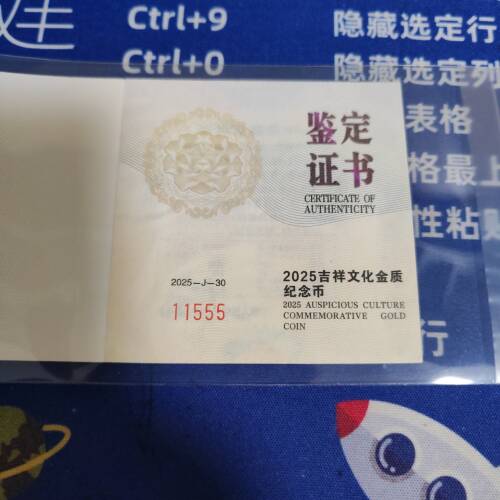 Ctrl+9
隐藏选定行
Ctrl+0
隐藏选定列
表格
格最上
性粘贴
行
鉴定
证书
CERTIFICATE OF
AUTHENTICITY
2025-J-30
11555
2025吉祥文化金质
纪念币
2025 AUSPICIOUS CULTURE
COMMEMORATIVE GOLD
COIN